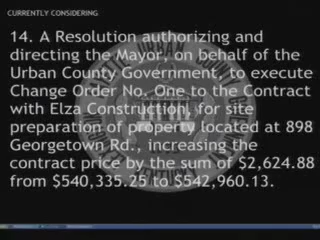 CURRENTLY CONSIDERING
14. A Resolution authorizing and
directing the Mayor, on behalf of the
Urban County Government, to execute
Change Order No. One to the Contract
with Elza Construction, for site
preparation of property located at 898
Georgetown Rd., increasing the
contract price by the sum of $2,624.88
from $540,335.25 to $542,960.13.